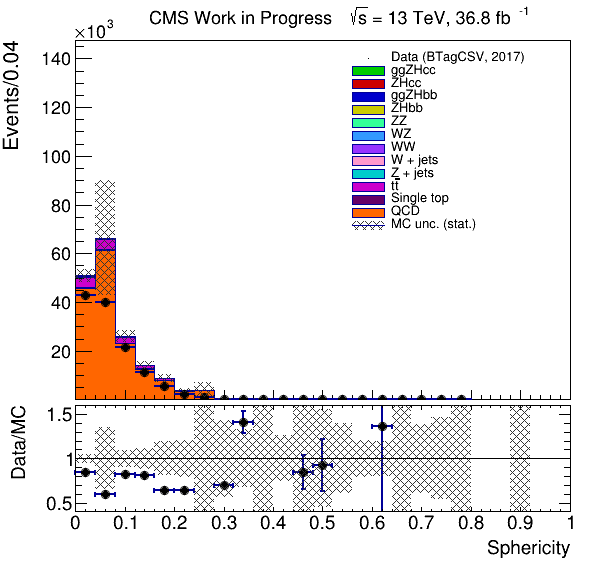 CMS Work in Progress √s = 13 TeV, 36.8 fb⁻¹
×10³
Events/0.04
140
120
100
80
60
40
20
Data (BTagCSV, 2017)
ggZHcc
ZHcc
ggZHbb
ZHbb
ZZ
WZ
WW
W + jets
Z + jets
tt̅
Single top
QCD
MC unc. (stat.)
Data/MC
1.5
1
0.5
0 0.1 0.2 0.3 0.4 0.5 0.6 0.7 0.8 0.9 1
Sphericity